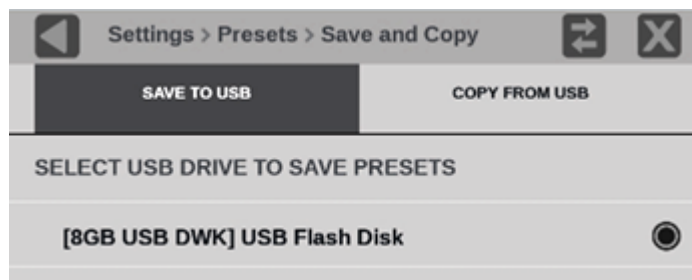 Settings > Presets > Save and Copy
SAVE TO USB
COPY FROM USB
SELECT USB DRIVE TO SAVE PRESETS
[8GB USB DWK] USB Flash Disk